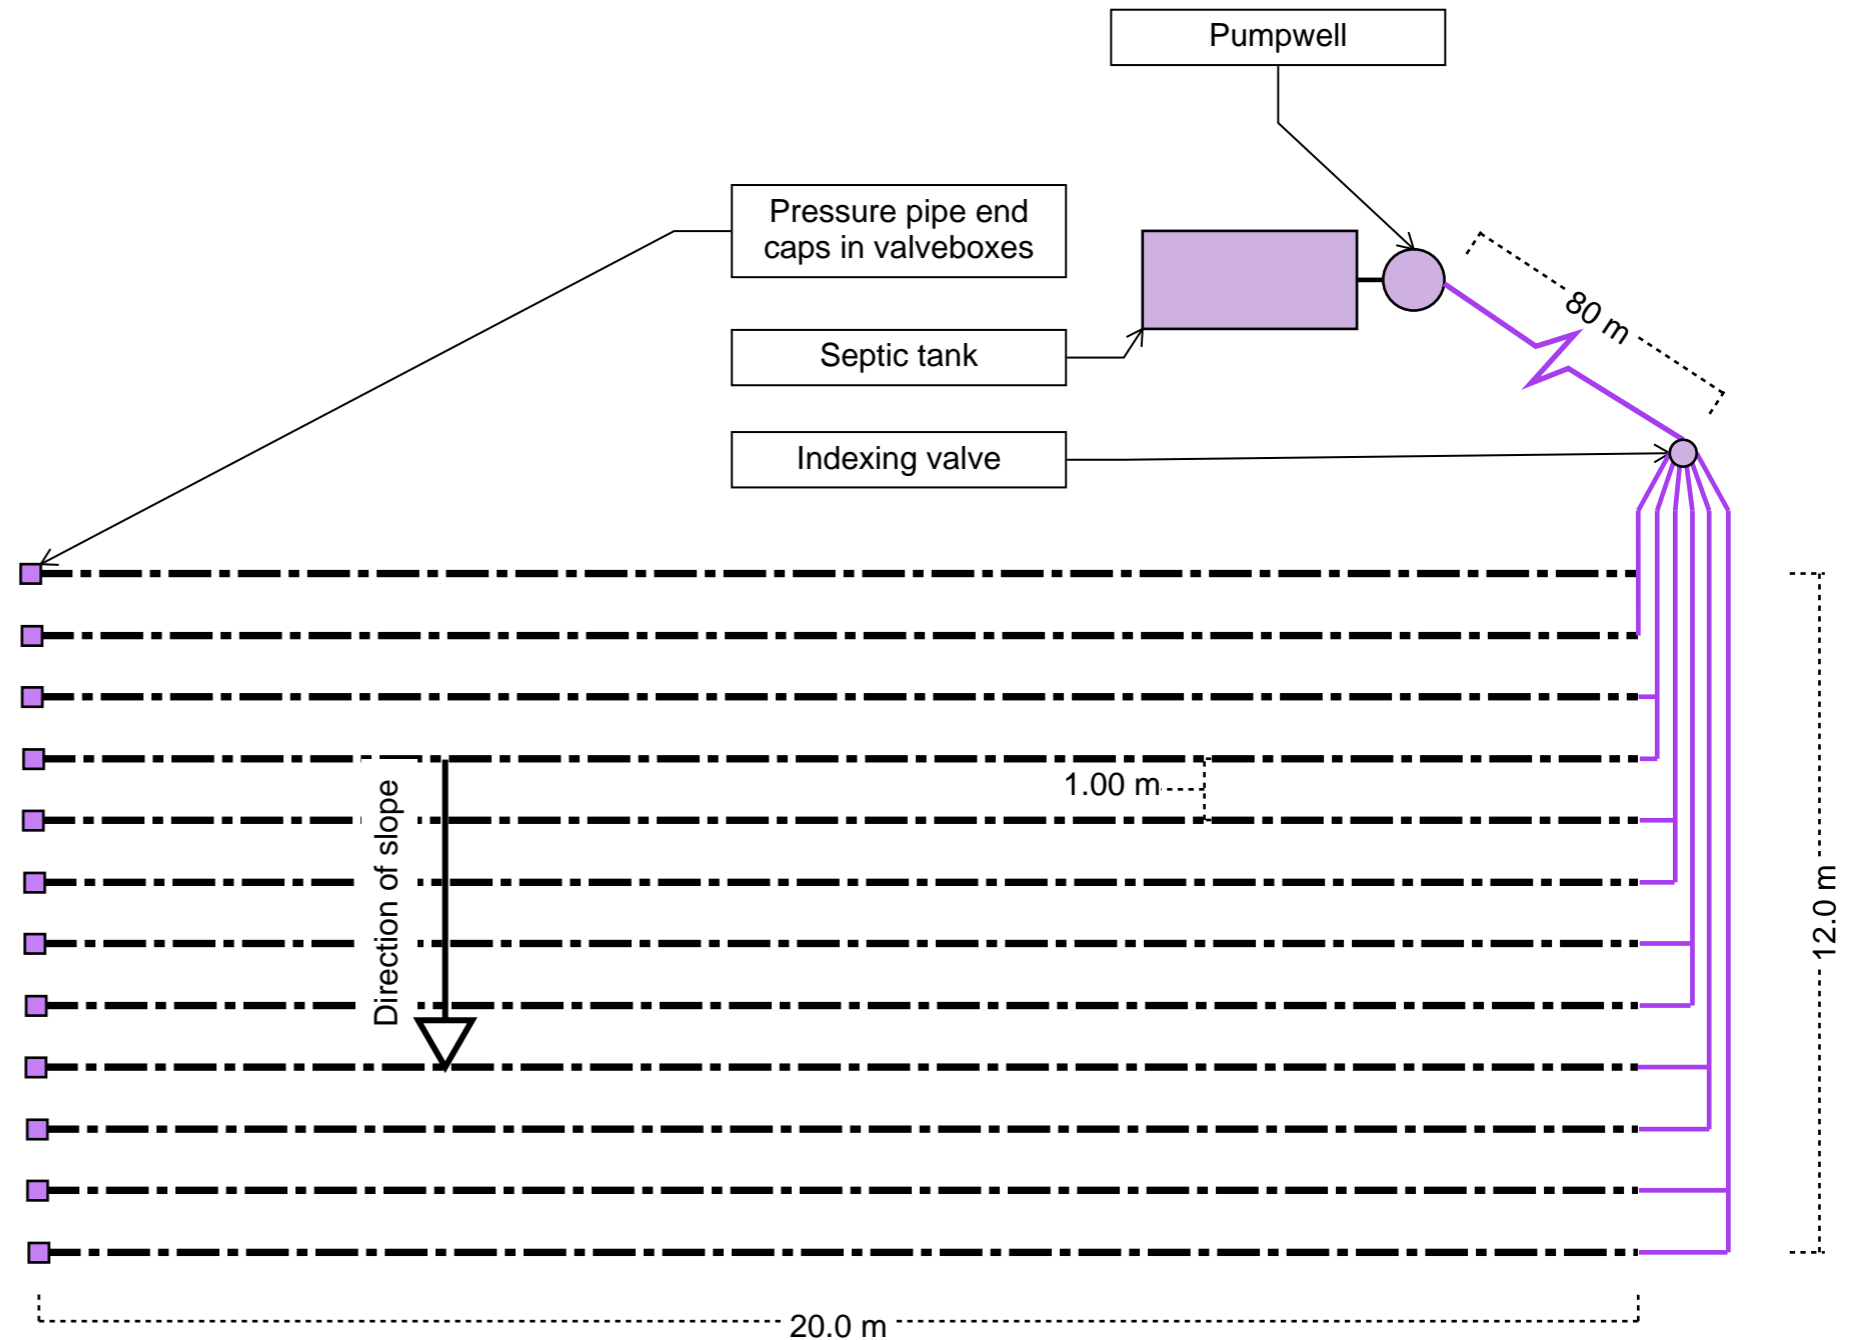 Pumpwell
Pressure pipe end
caps in valveboxes
Septic tank
80 m
Indexing valve
1.00 m
Direction of slope
12.0 m
20.0 m